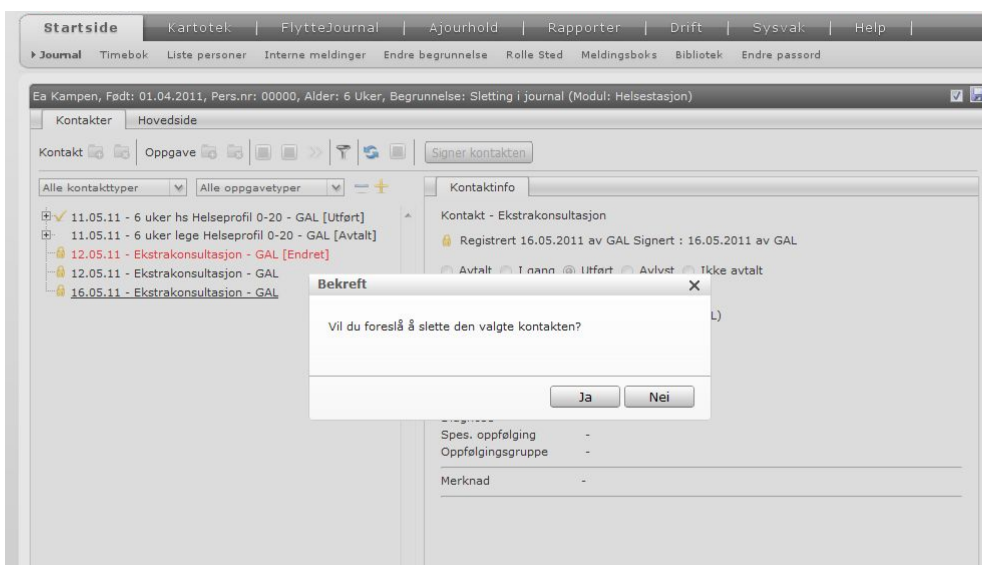 Startside Kartotek | FlytteJournal | Ajourhold | Rapporter | Drift | Sysvak | Help |
Journal Timebok Liste personer Interne meldinger Endre begrunnelse Rolle Sted Meldingsboks Bibliotek Endre passord
Ea Kampen, Født: 01.04.2011, Pers.nr: 00000, Alder: 6 Uker, Begrunnelse: Sletting i journal (Modul: Helsestasjon)
Kontakter Hovedside
Kontakt Oppgave Signer kontakten
Alle kontakttyper Alle oppgavetyper
11.05.11 - 6 uker hs Helseprofil 0-20 - GAL [Utført]
11.05.11 - 6 uker lege Helseprofil 0-20 - GAL [Avtalt]
12.05.11 - Ekstrakonsultasjon - GAL [Endret]
12.05.11 - Ekstrakonsultasjon - GAL
16.05.11 - Ekstrakonsultasjon - GAL
Kontaktinfo
Kontakt - Ekstrakonsultasjon
Registrert 16.05.2011 av GAL Signert : 16.05.2011 av GAL
Avtalt I gang Utført Avlyst Ikke avtalt
L)
Bekreft
Vil du foreslå å slette den valgte kontakten?
Ja Nei
Spes. oppfølging -
Oppfølgingsgruppe -
Merknad -